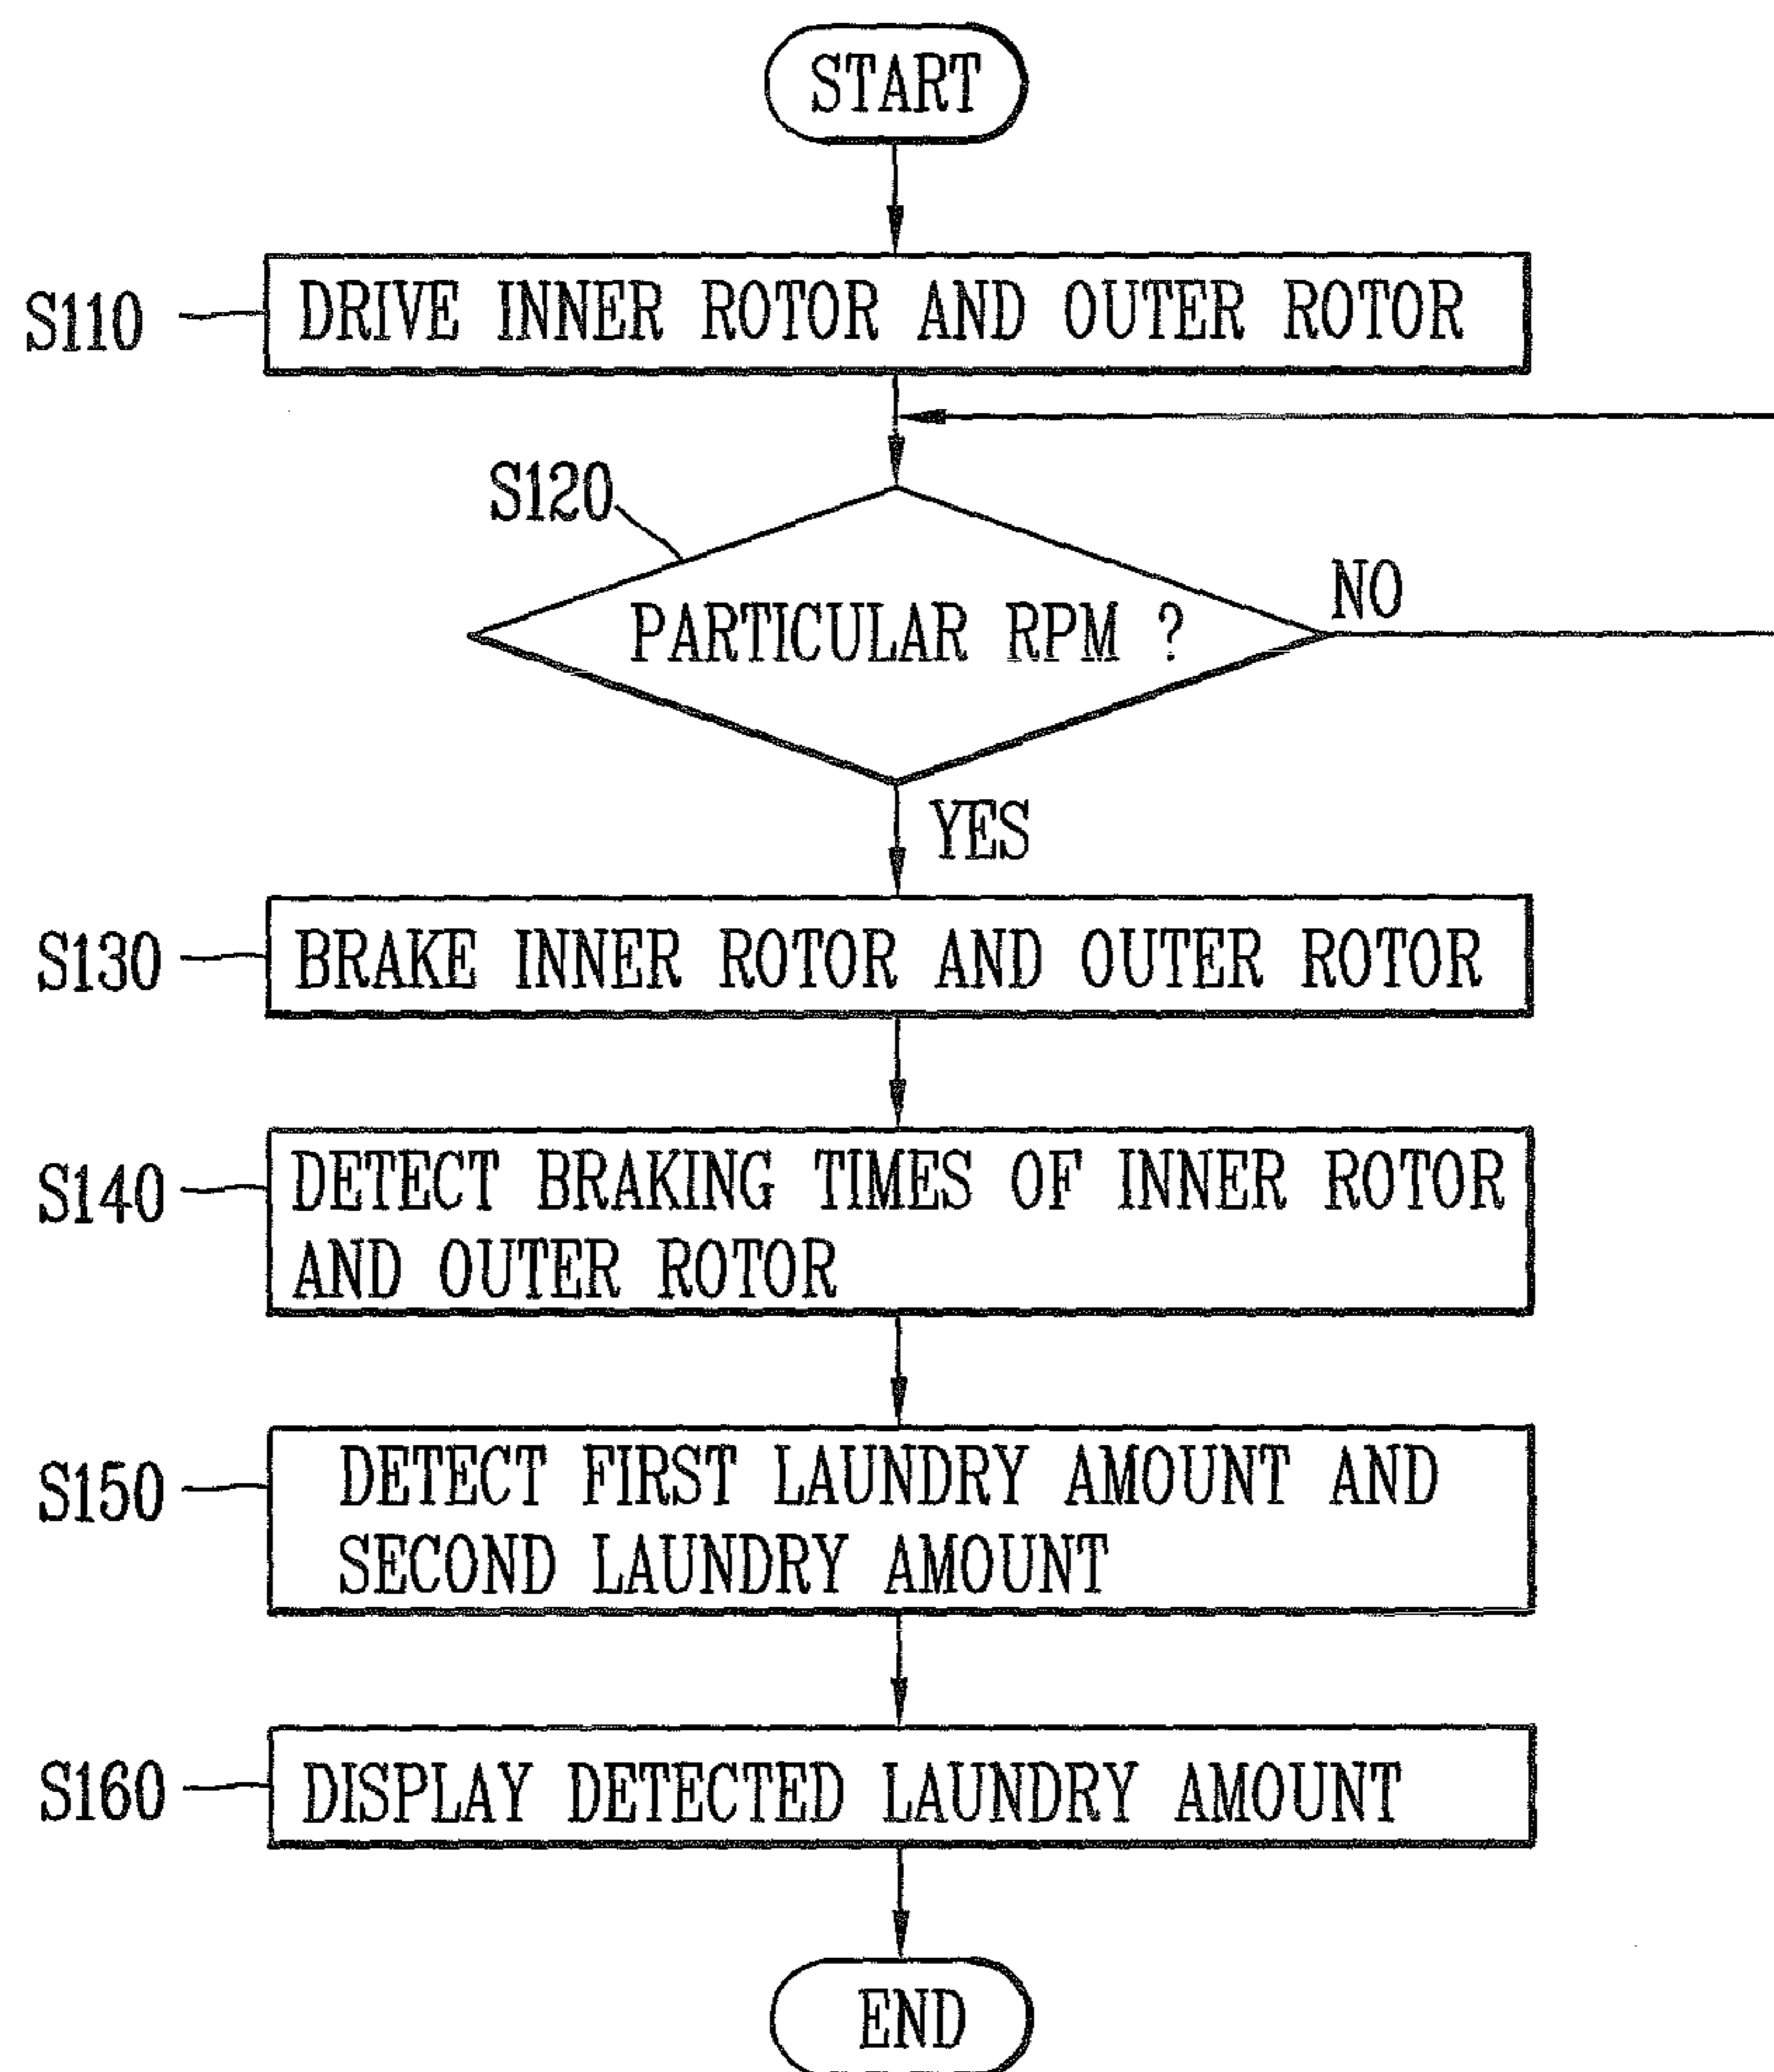 START
S110
DRIVE INNER ROTOR AND OUTER ROTOR
S120
PARTICULAR RPM ?
NO
YES
S130
BRAKE INNER ROTOR AND OUTER ROTOR
S140
DETECT BRAKING TIMES OF INNER ROTOR
AND OUTER ROTOR
S150
DETECT FIRST LAUNDRY AMOUNT AND
SECOND LAUNDRY AMOUNT
S160
DISPLAY DETECTED LAUNDRY AMOUNT
END